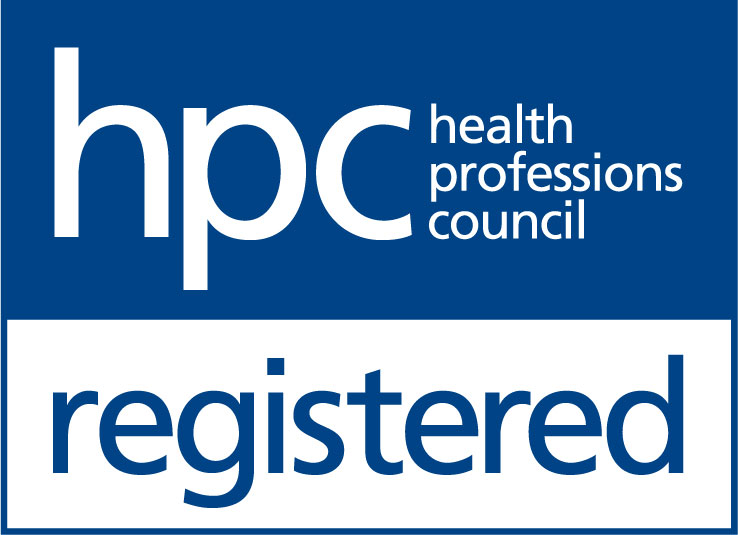 hpc
health
professions
council
registered